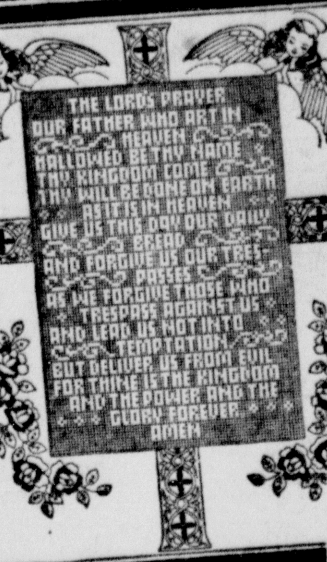 THE LORDS PRAYER
OUR FATHER WHO ART IN
HEAVEN
HALLOWED BE THY NAME
THY KINGDOM COME
THY WILL BE DONE ON EARTH
AS IT IS IN HEAVEN
GIVE US THIS DAY OUR DAILY
BREAD
AND FORGIVE US OUR TRES-
PASSES
AS WE FORGIVE THOSE WHO
TRESPASS AGAINST US
AND LEAD US NOT INTO
TEMPTATION
BUT DELIVER US FROM EVIL
FOR THINE IS THE KINGDOM
AND THE POWER AND THE
GLORY FOREVER
AMEN